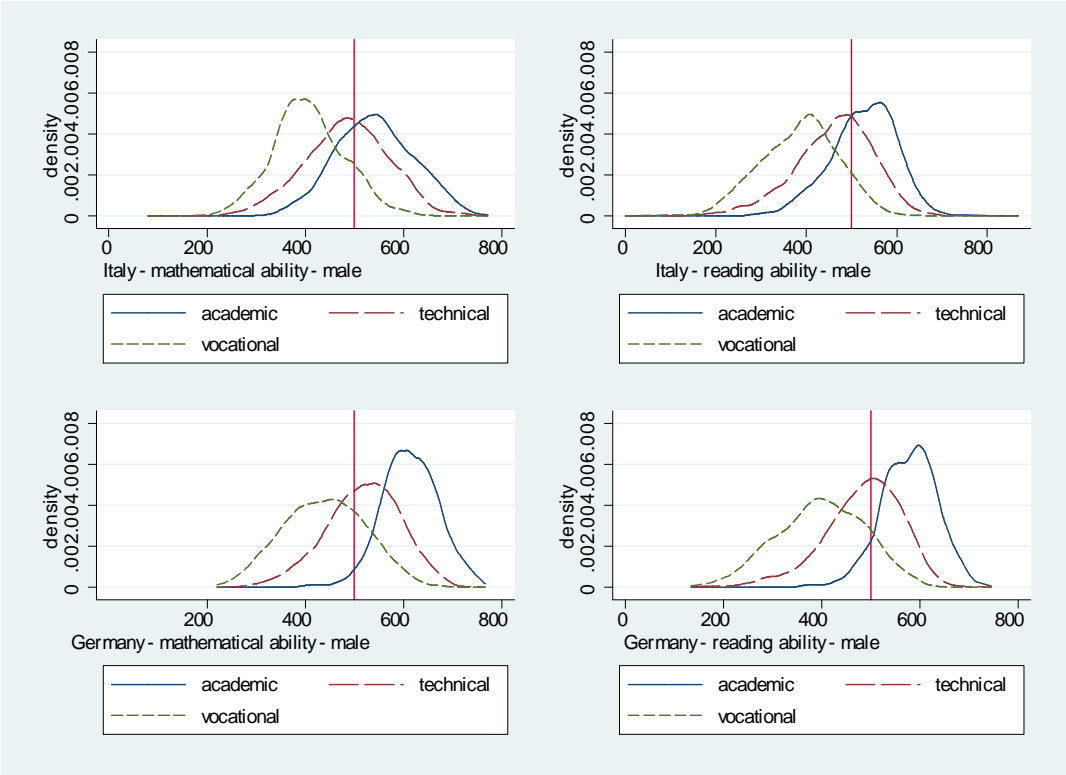 density
0 .002.004.006.008
0 200 400 600 800
Italy - mathematical ability - male
academic technical
vocational
density
0 .002.004.006.008
0 200 400 600 800
Italy - reading ability - male
academic technical
vocational
density
0 .002.004.006.008
200 400 600 800
Germany - mathematical ability - male
academic technical
vocational
density
0 .002.004.006.008
0 200 400 600 800
Germany - reading ability - male
academic technical
vocational